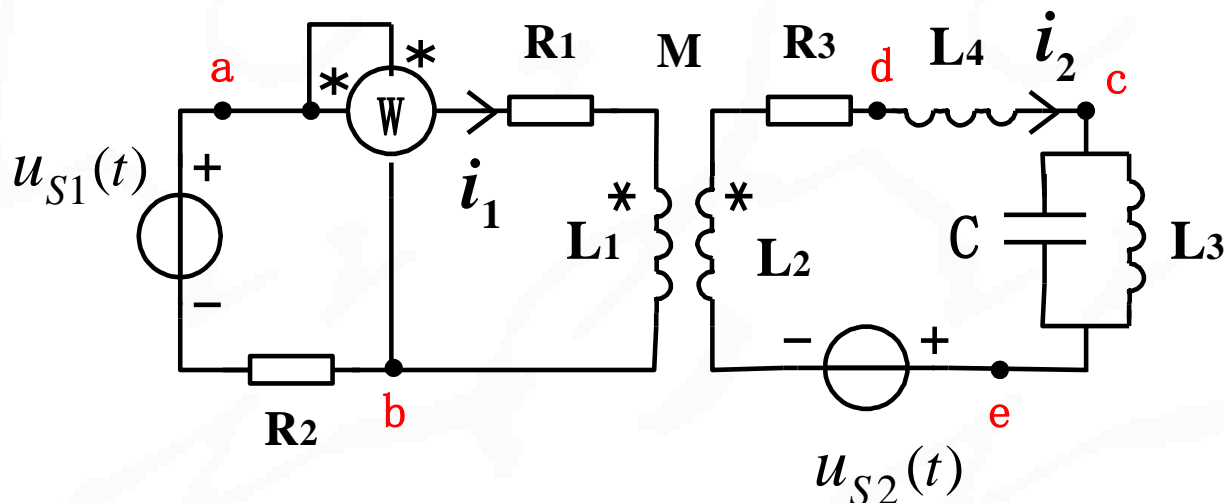 a
*
*
W
R1
M
R3
d
L4
i2
c
uS1(t)
+
−
i1
*
L1
*
L2
C
L3
R2
b
−
+
e
uS2(t)